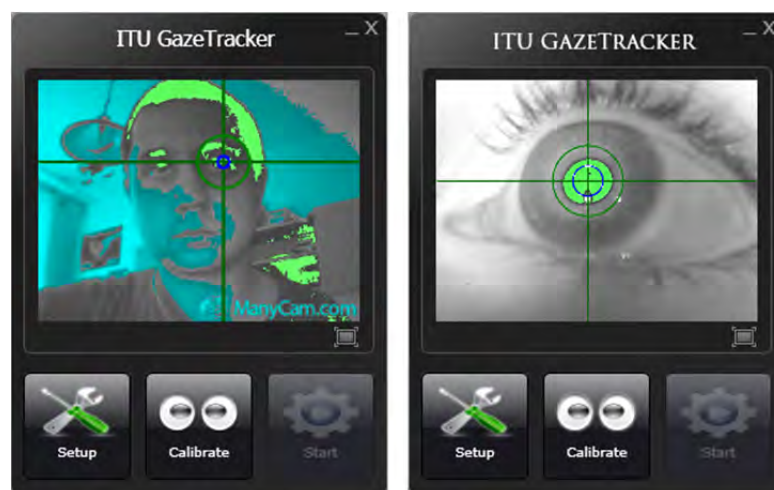 ITU GazeTracker
ManyCam.com
Setup
Calibrate
Start
ITU GAZETRACKER
Setup
Calibrate
Start